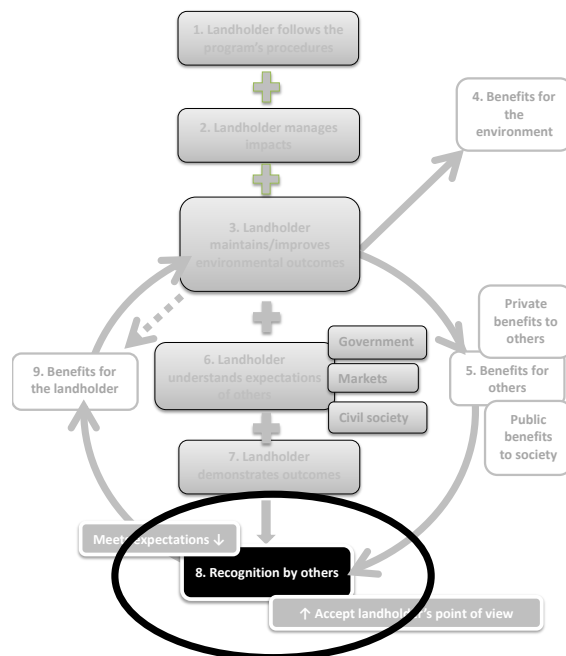 1. Landholder follows the
program's procedures
2. Landholder manages
impacts
4. Benefits for
the
environment
3. Landholder
maintains/improves
environmental outcomes
Private
benefits to
others
Government
6. Landholder
understands expectations
of others
Markets
Civil society
9. Benefits for
the landholder
5. Benefits for
others
Public
benefits
to society
7. Landholder
demonstrates outcomes
Meets expectations ↓
8. Recognition by others
↑ Accept landholder's point of view